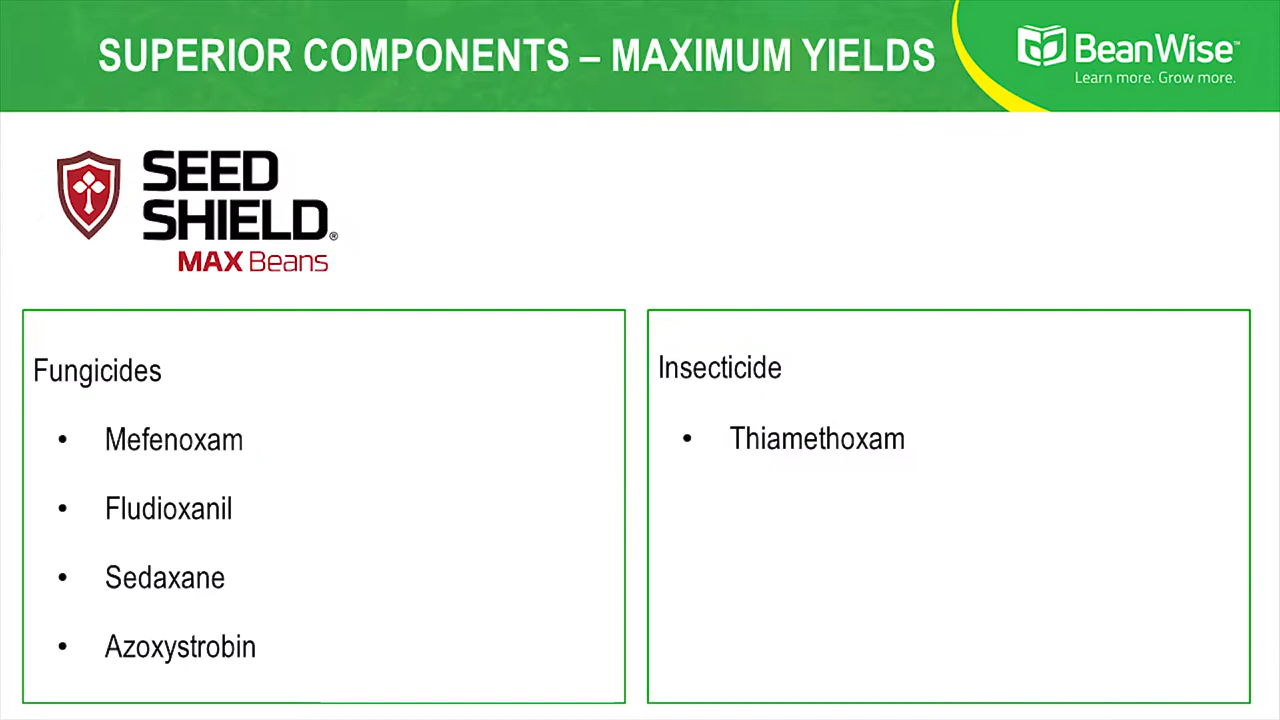 SUPERIOR COMPONENTS – MAXIMUM YIELDS
BeanWise™
Learn more. Grow more.
SEED
SHIELD®
MAX Beans
Fungicides
• Mefenoxam
• Fludioxanil
• Sedaxane
• Azoxystrobin
Insecticide
• Thiamethoxam